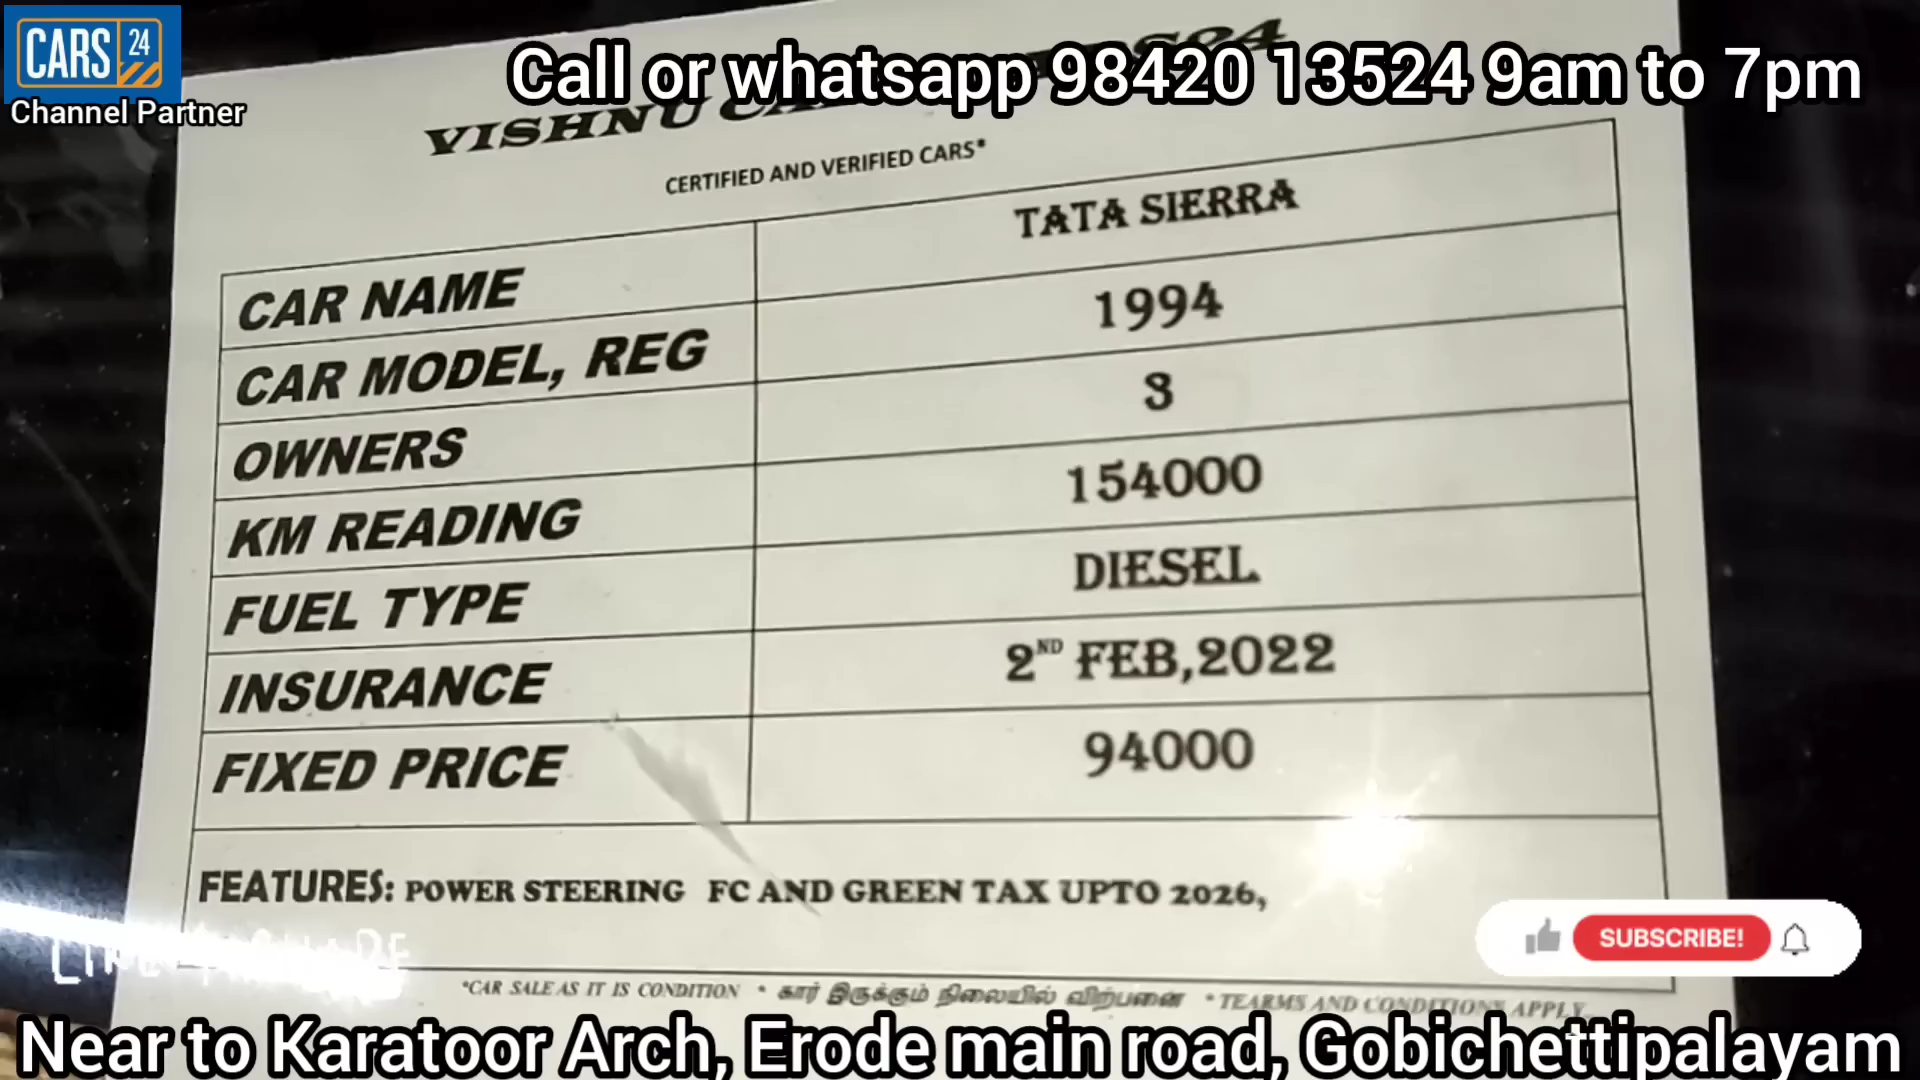 CARS 24
Channel Partner
Call or whatsapp 98420 13524 9am to 7pm
VISHNU
CERTIFIED AND VERIFIED CARS*
CAR NAME TATA SIERRA
CAR MODEL, REG 1994
OWNERS 3
KM READING 154000
FUEL TYPE DIESEL
INSURANCE 2ND FEB,2022
FIXED PRICE 94000
FEATURES: POWER STEERING FC AND GREEN TAX UPTO 2026,
SUBSCRIBE!
*CAR SALE AS IT IS CONDITION * கார் இருக்கும் நிலையில் விற்பனை * TEARMS AND CONDITIONS APPLY
Near to Karatoor Arch, Erode main road, Gobichettipalayam